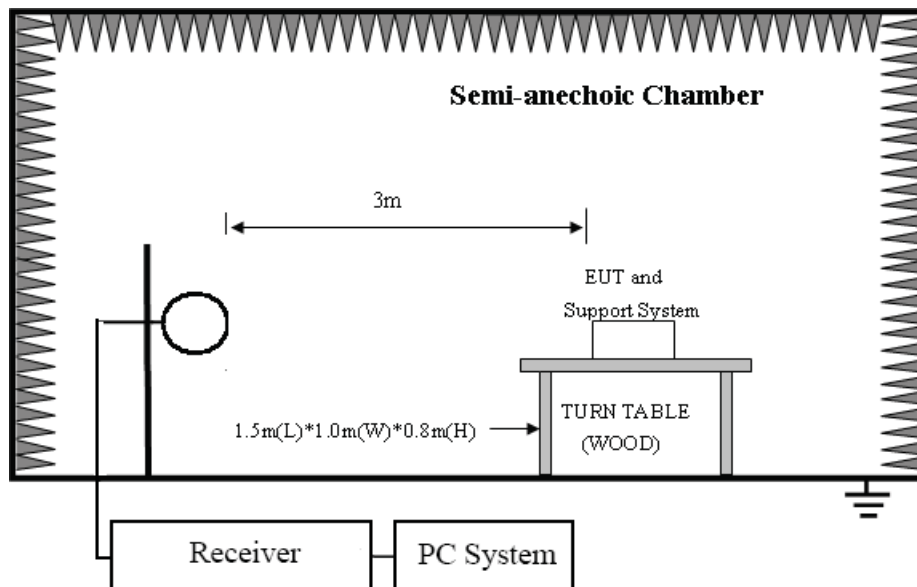 Semi-anechoic Chamber
3m
EUT and
Support System
1.5m(L)*1.0m(W)*0.8m(H)
TURN TABLE
(WOOD)
Receiver
PC System